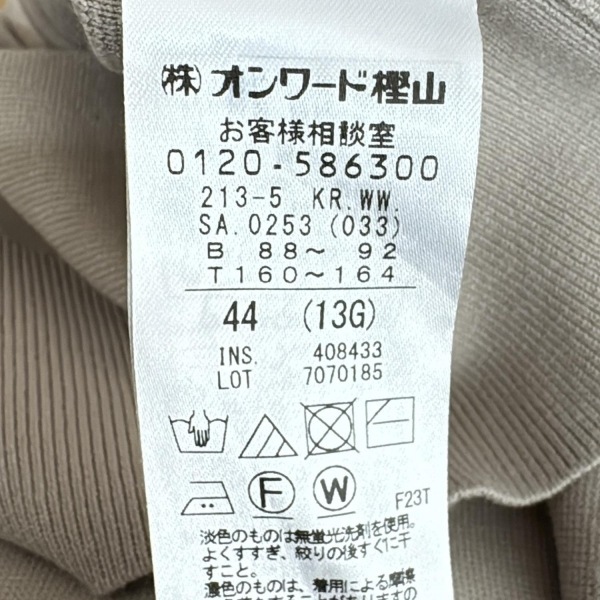 (株)オンワード樫山
お客様相談室
0120-586300
213-5 KR.WW.
SA.0253 (033)
B 88〜 92
T160〜164
44 (13G)
INS. 408433
LOT 7070185
F
W
F23T
淡色のものは無蛍光洗剤を使用。
よくすすぎ、絞りの後すぐに干
すこと。
濃色のものは、着用による摩擦